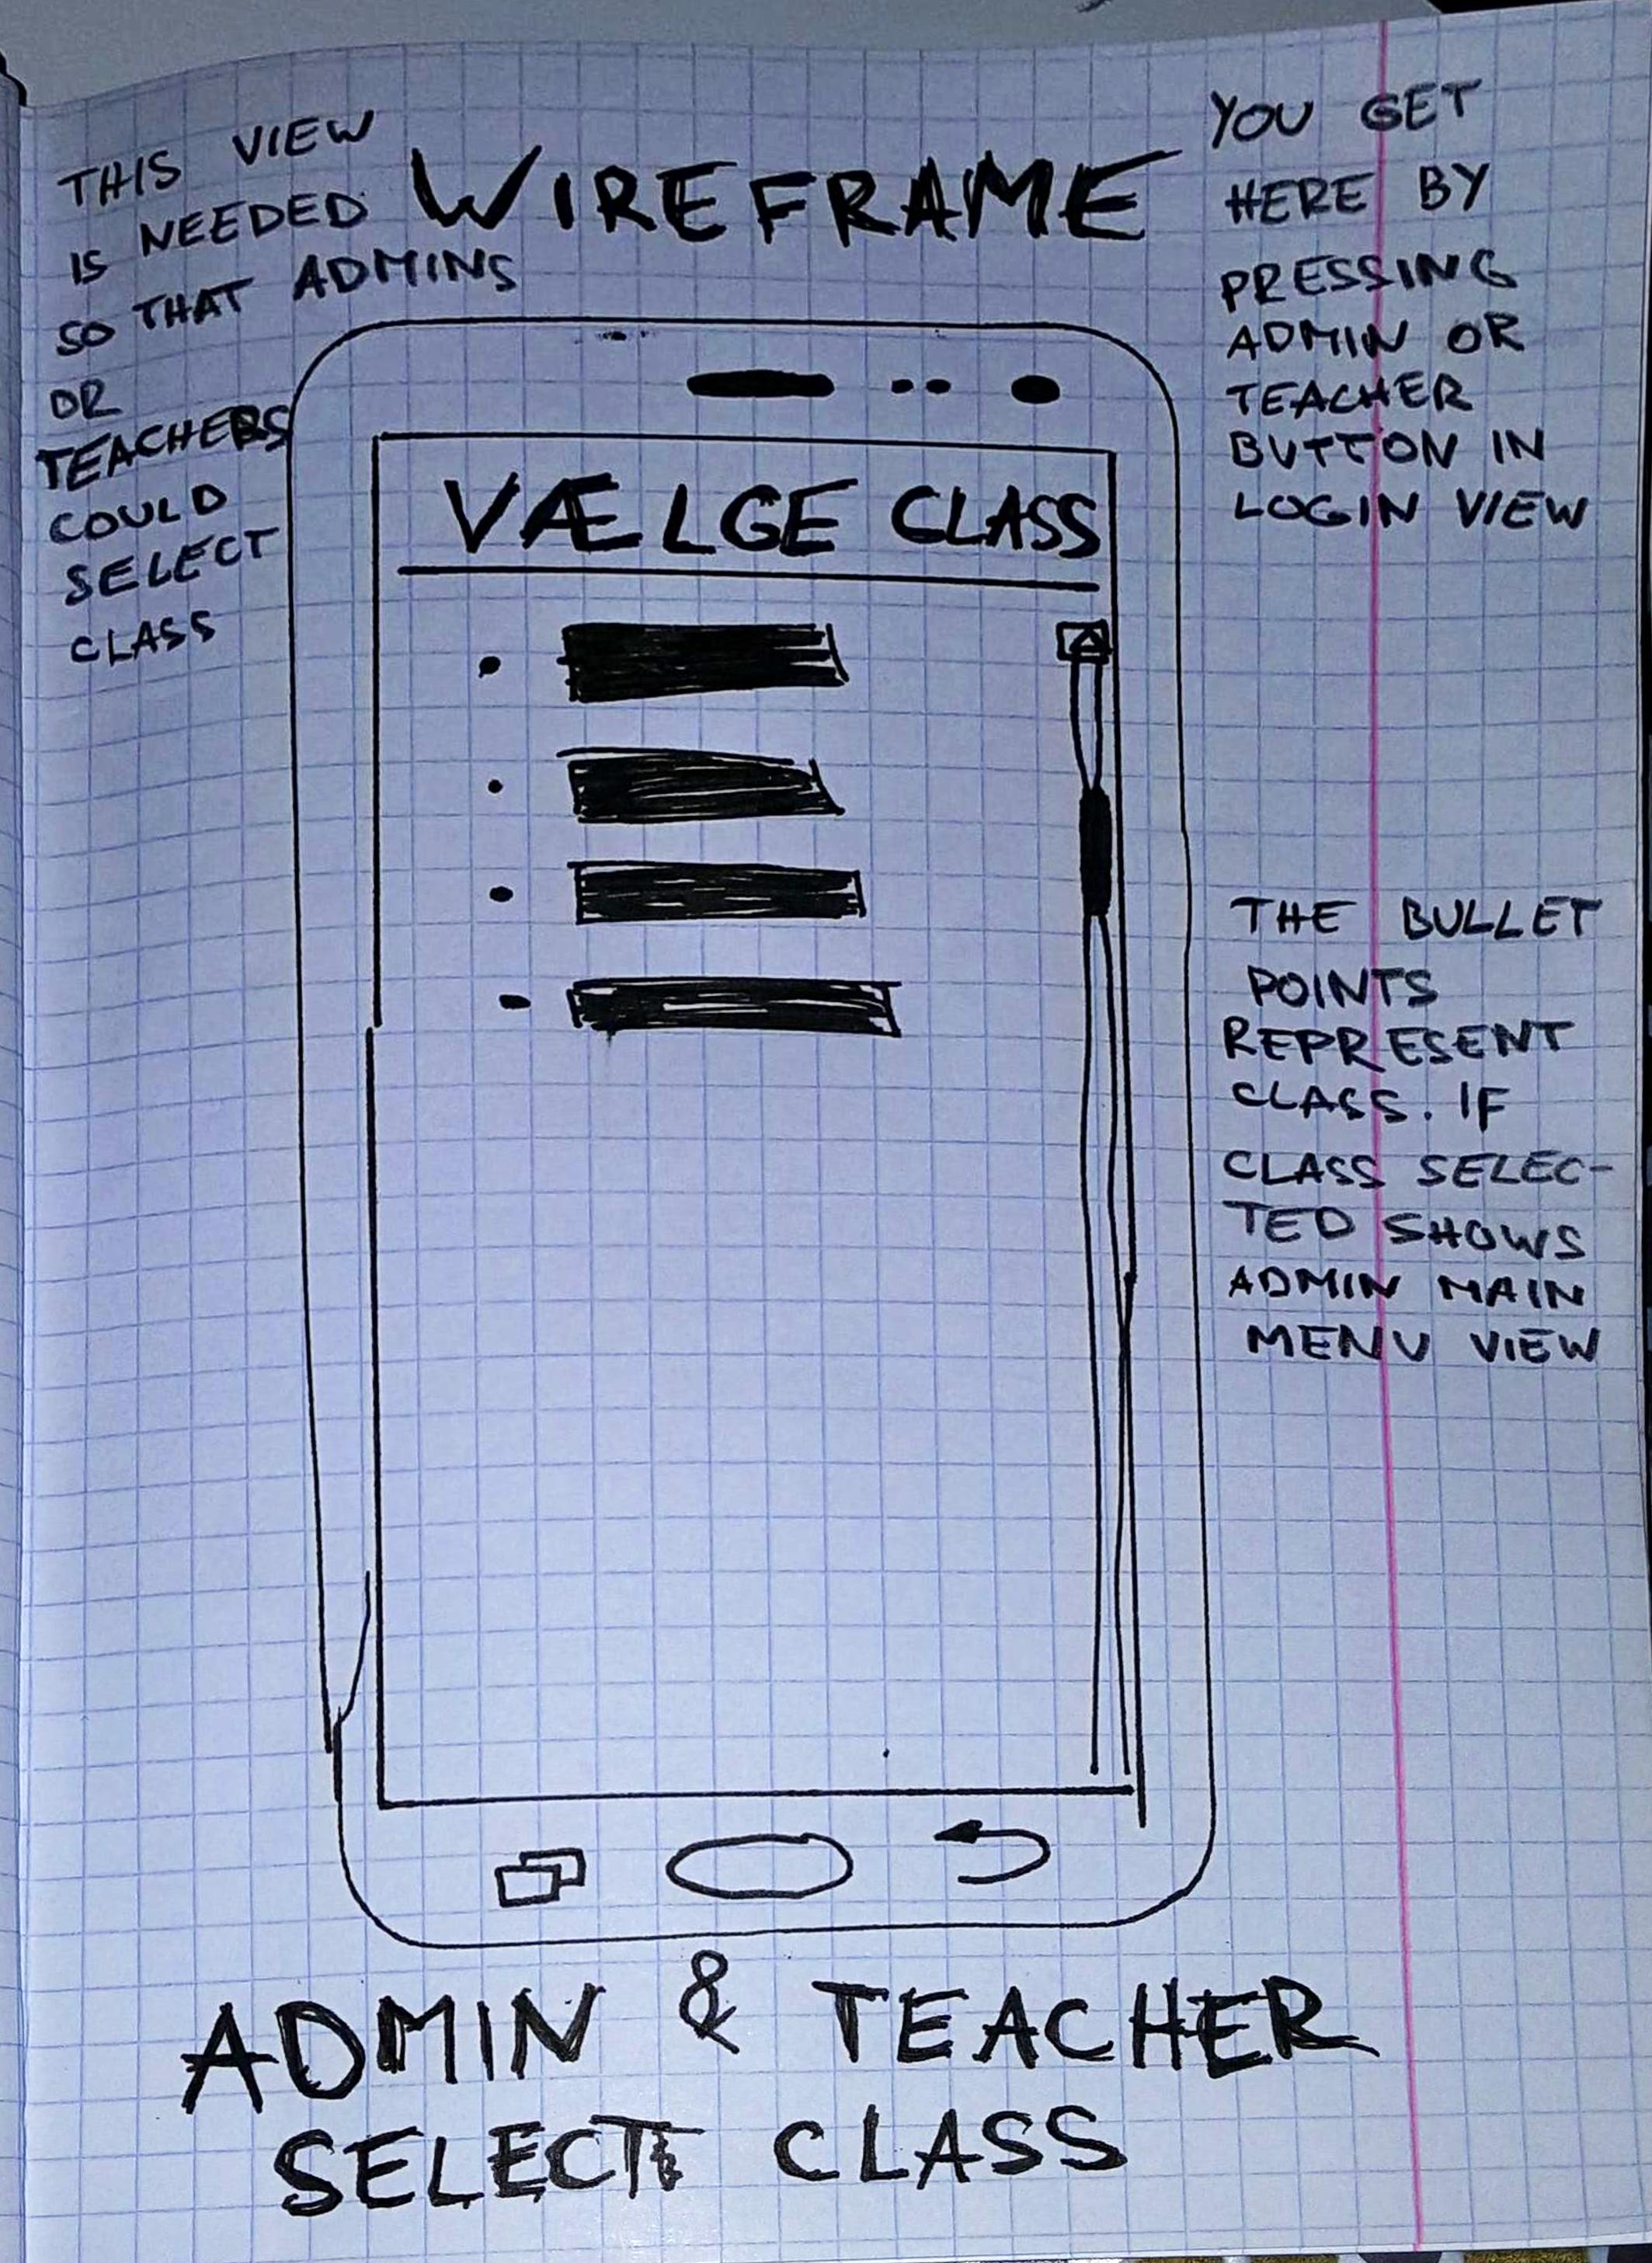 THIS VIEW
IS NEEDED
SO THAT ADMINS
OR
TEACHERS
COULD
SELECT
CLASS
WIREFRAME
YOU GET
HERE BY
PRESSING
ADMIN OR
TEACHER
BUTTON IN
LOGIN VIEW
VÆLGE CLASS
THE BULLET
POINTS
REPRESENT
CLASS. IF
CLASS SELEC-
TED SHOWS
ADMIN MAIN
MENU VIEW
ADMIN & TEACHER
SELECT CLASS